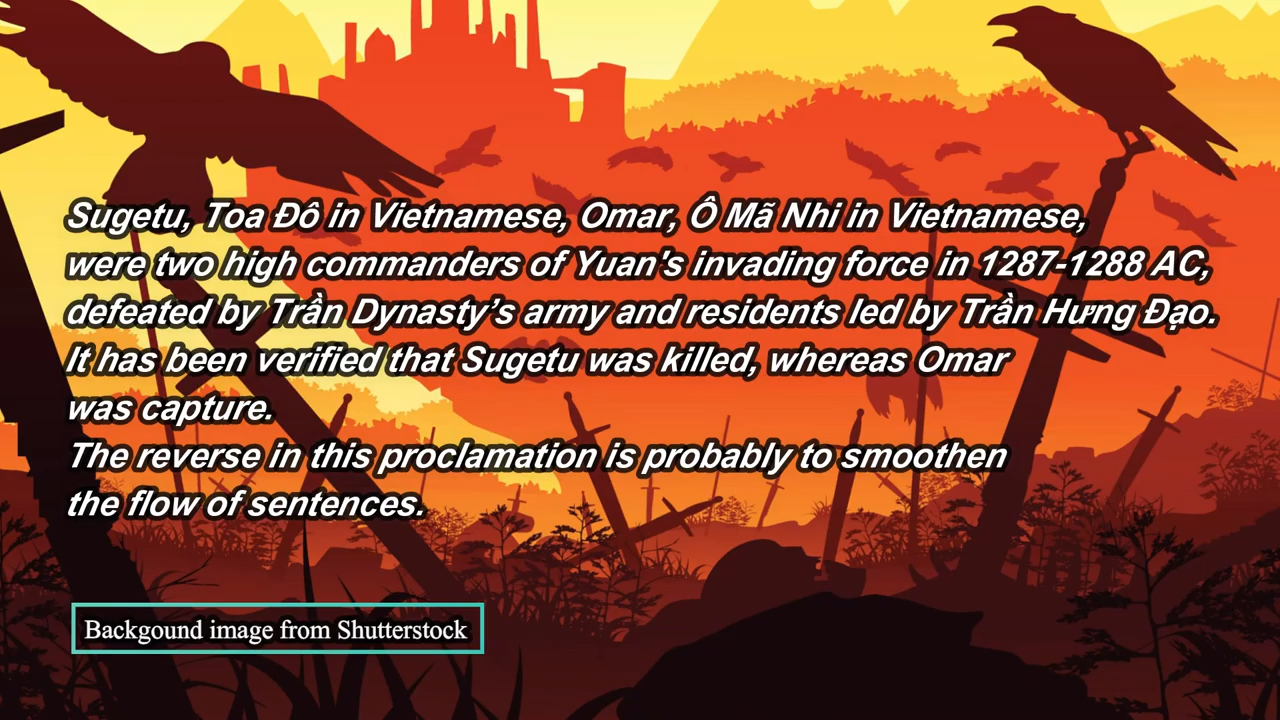 Sugetu, Toa Đô in Vietnamese, Omar, Ô Mã Nhi in Vietnamese,
were two high commanders of Yuan's invading force in 1287-1288 AC,
defeated by Trần Dynasty’s army and residents led by Trần Hưng Đạo.
It has been verified that Sugetu was killed, whereas Omar
was capture.
The reverse in this proclamation is probably to smoothen
the flow of sentences.
Backgound image from Shutterstock